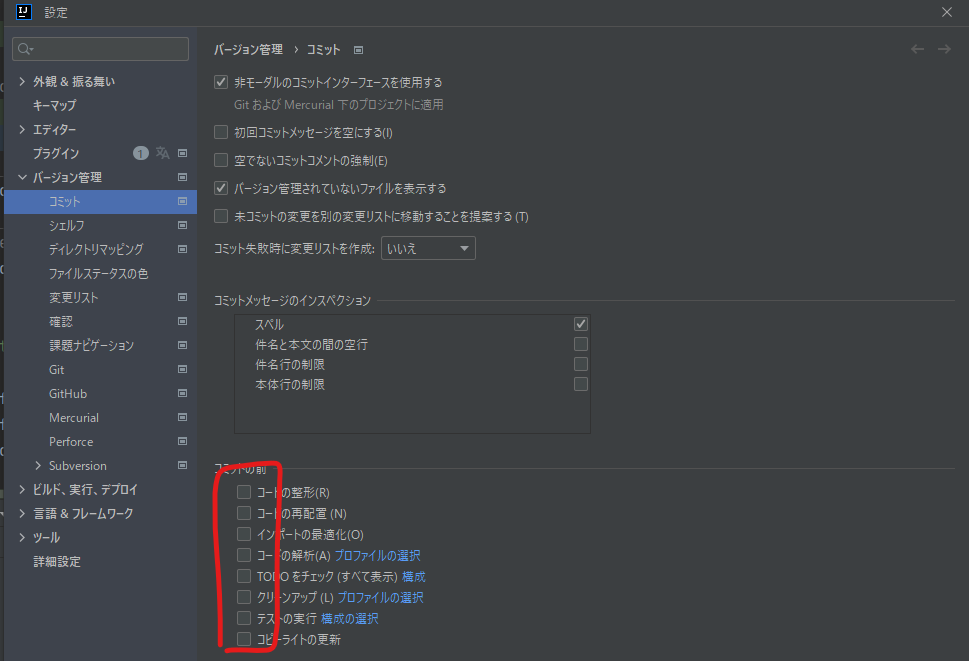 IJ 設定
バージョン管理 › コミット
外観 & 振る舞い
キーマップ
エディター
プラグイン 1
バージョン管理
コミット
シェルフ
ディレクトリマッピング
ファイルステータスの色
変更リスト
確認
課題ナビゲーション
Git
GitHub
Mercurial
Perforce
Subversion
ビルド、実行、デプロイ
言語 & フレームワーク
ツール
詳細設定
非モーダルのコミットインターフェースを使用する
Git および Mercurial 下のプロジェクトに適用
初回コミットメッセージを空にする(I)
空でないコミットコメントの強制(E)
バージョン管理されていないファイルを表示する
未コミットの変更を別の変更リストに移動することを提案する (T)
コミット失敗時に変更リストを作成: いいえ
コミットメッセージのインスペクション
スペル
件名と本文の間の空行
件名行の制限
本体行の制限
コミットの前
コードの整形(R)
コードの再配置 (N)
インポートの最適化(O)
コードの解析(A) プロファイルの選択
TODO をチェック (すべて表示) 構成
クリーンアップ (L) プロファイルの選択
テストの実行 構成の選択
コピーライトの更新